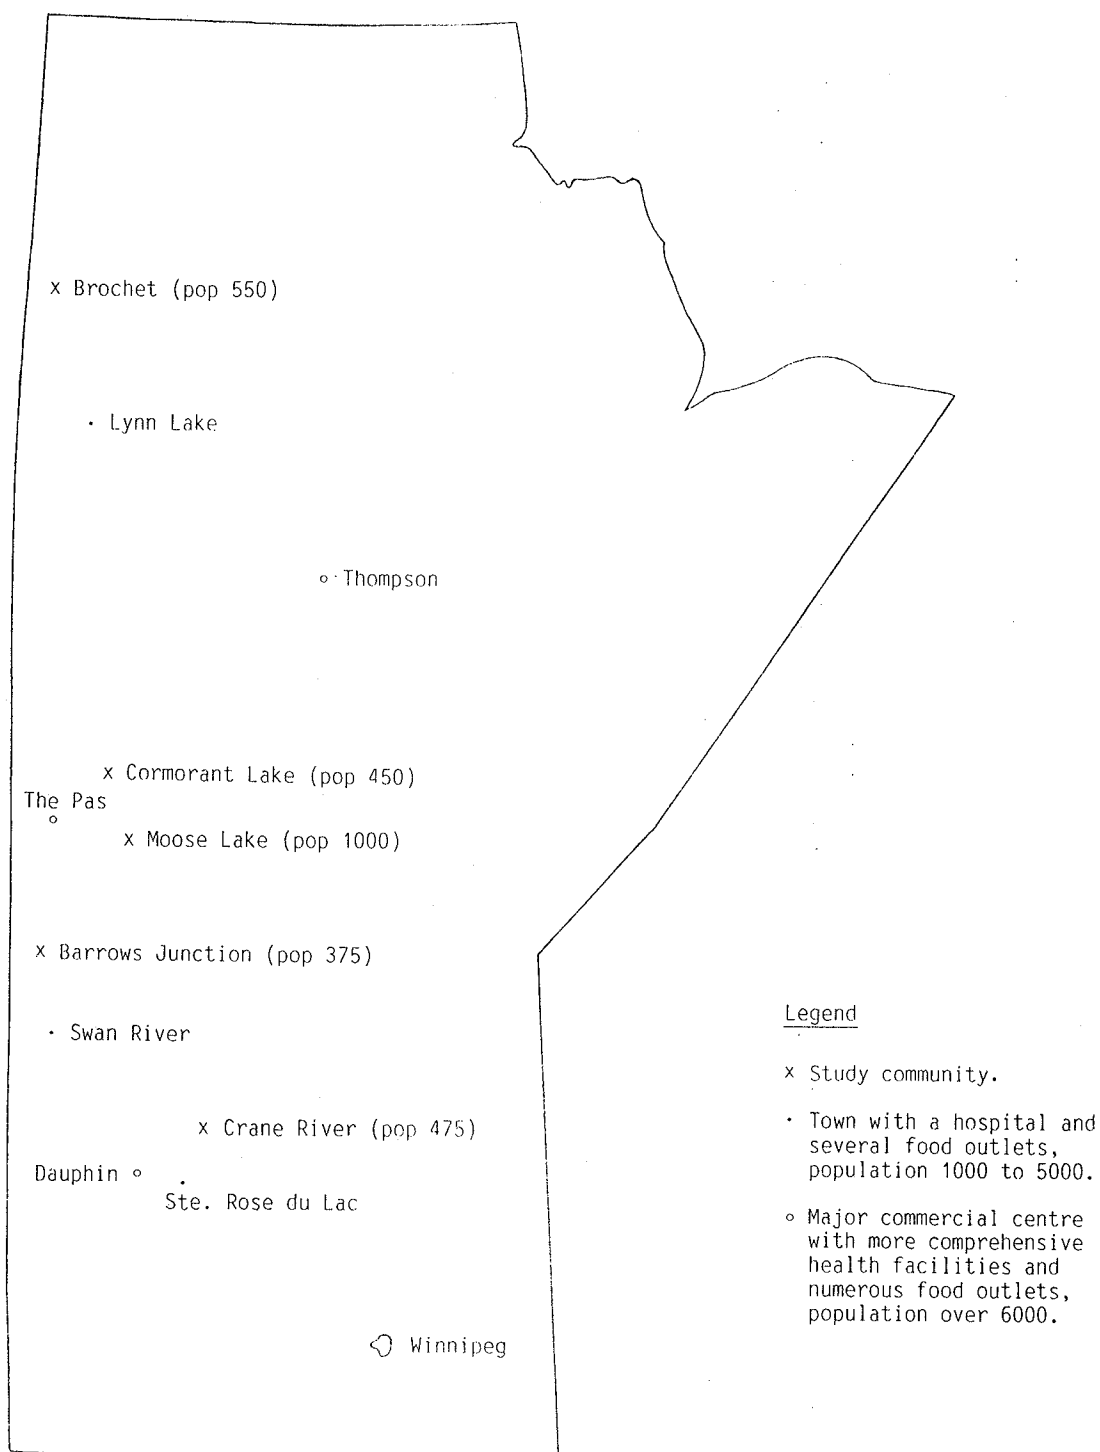 x Brochet (pop 550)
· Lynn Lake
o Thompson
x Cormorant Lake (pop 450)
The Pas
o
x Moose Lake (pop 1000)
x Barrows Junction (pop 375)
· Swan River
x Crane River (pop 475)
Dauphin o
Ste. Rose du Lac
Winnipeg
Legend
x Study community.
· Town with a hospital and
several food outlets,
population 1000 to 5000.
o Major commercial centre
with more comprehensive
health facilities and
numerous food outlets,
population over 6000.